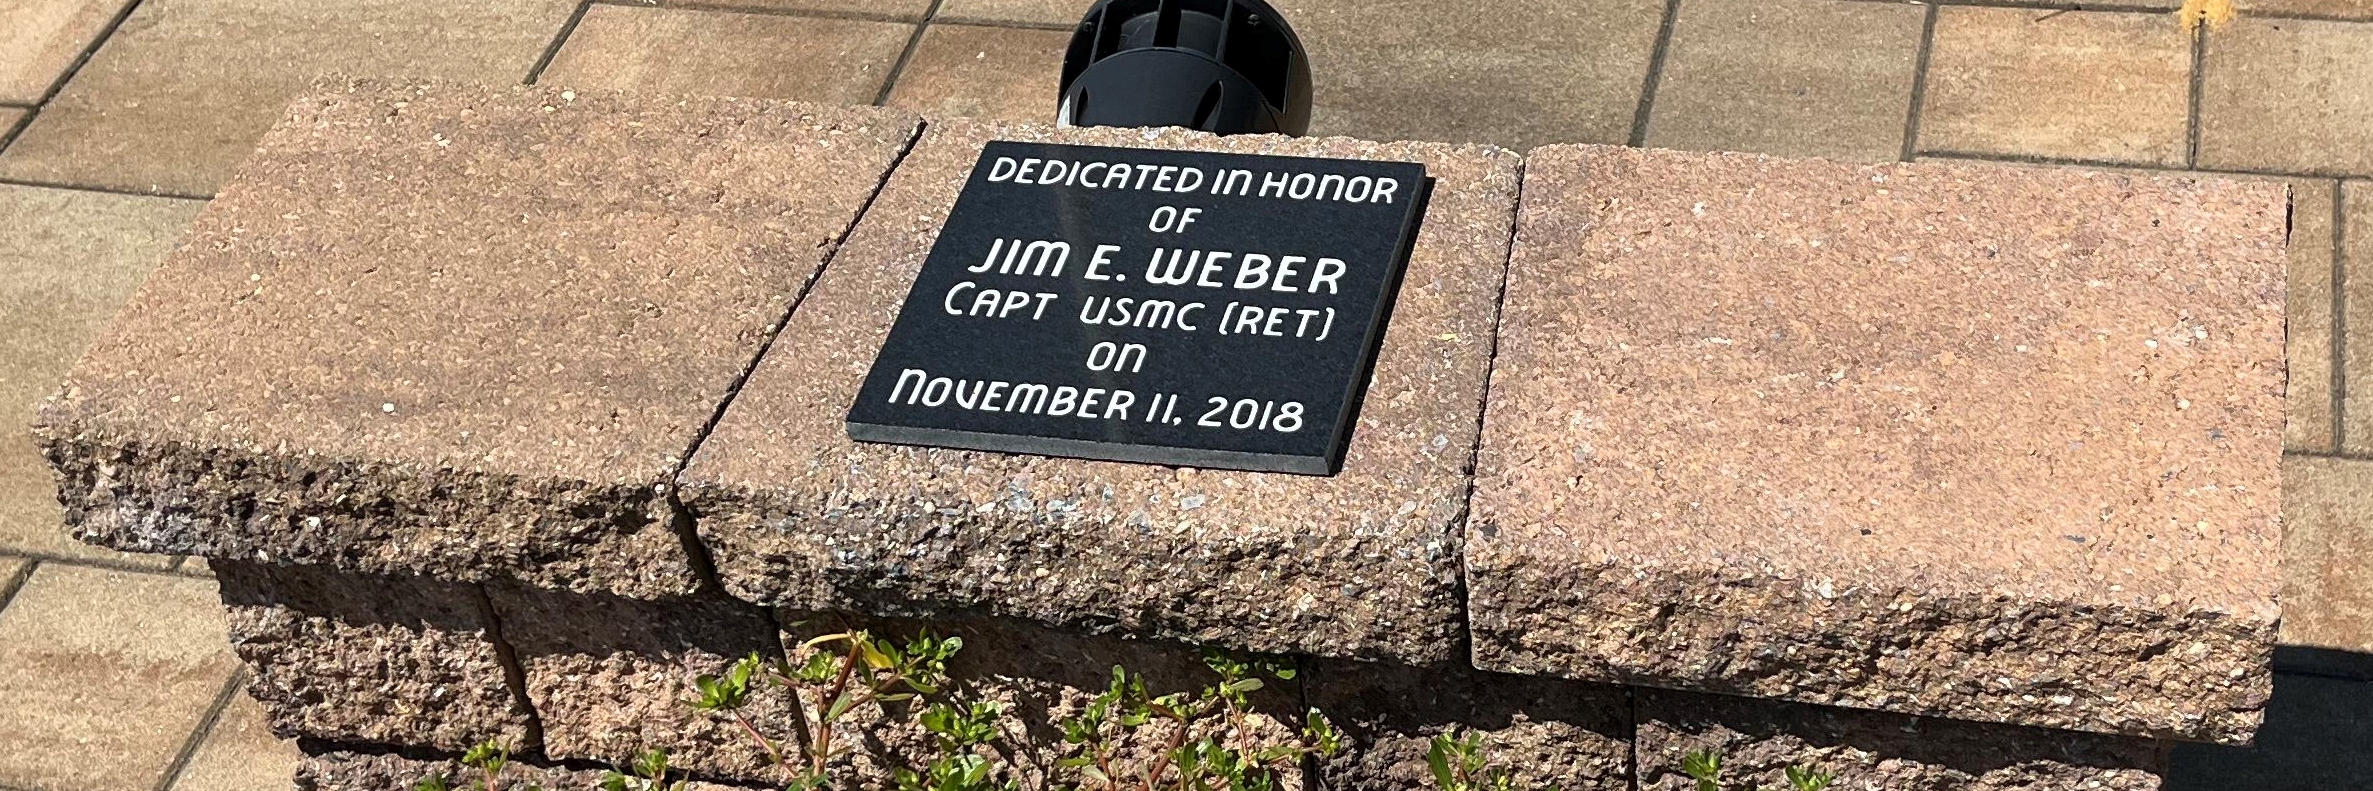 DEDICATED IN HONOR
OF
JIM E. WEBER
CAPT USMC (RET)
ON
NOVEMBER 11, 2018